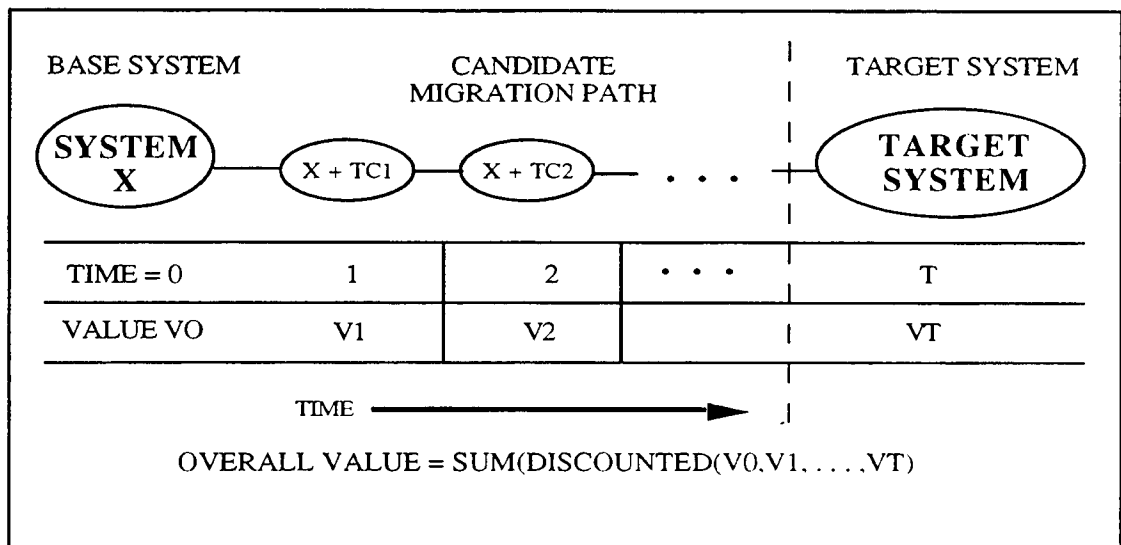 BASE SYSTEM
CANDIDATE
MIGRATION PATH
TARGET SYSTEM
SYSTEM
X
X + TC1
X + TC2
. . .
TARGET
SYSTEM
TIME = 0 1 2 . . . T
VALUE VO V1 V2 VT
TIME
OVERALL VALUE = SUM(DISCOUNTED(V0,V1, . . . ,VT)